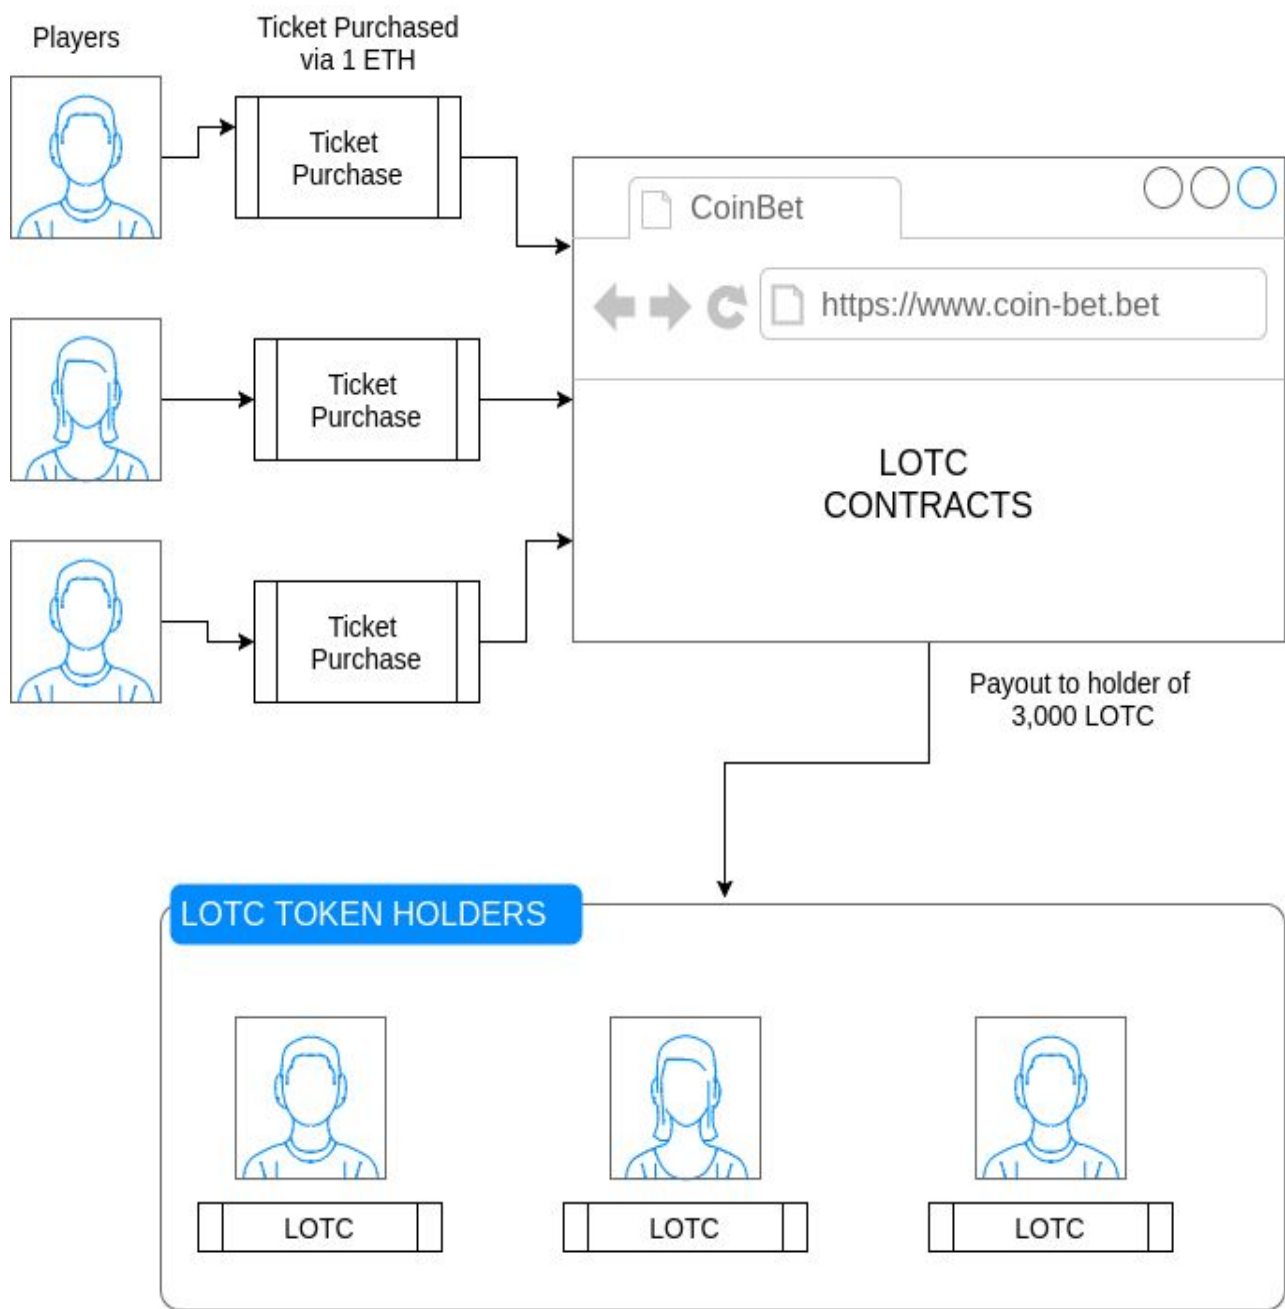 Players
Ticket Purchased
via 1 ETH
Ticket
Purchase
CoinBet
https://www.coin-bet.bet
Ticket
Purchase
LOTC
CONTRACTS
Ticket
Purchase
Payout to holder of
3,000 LOTC
LOTC TOKEN HOLDERS
LOTC
LOTC
LOTC